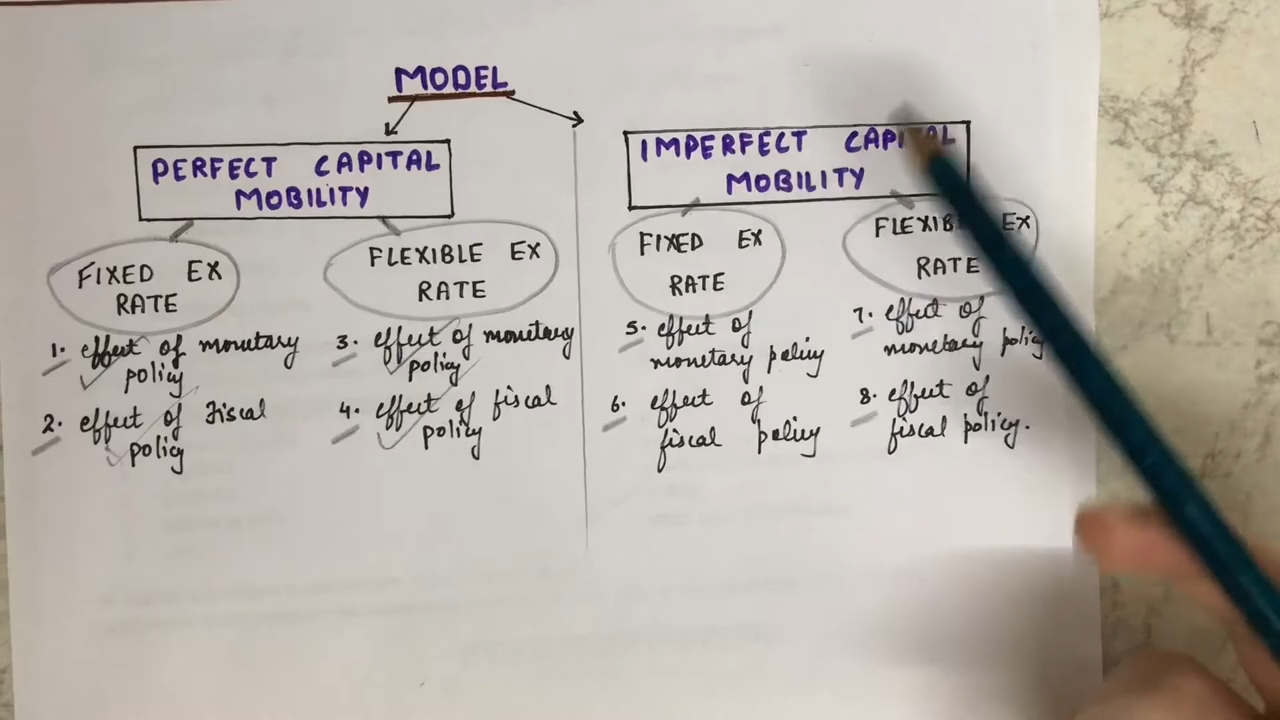 MODEL
PERFECT CAPITAL
MOBILITY
FIXED EX
RATE
1. effect of monetary
policy
2. effect of Fiscal
policy
FLEXIBLE EX
RATE
3. effect of monetary
policy
4. effect of fiscal
policy
IMPERFECT CAPITAL
MOBILITY
FIXED EX
RATE
5. effect of
monetary policy
6. effect of
fiscal policy
FLEXIBLE EX
RATE
7. effect of
monetary policy
8. effect of
fiscal policy.